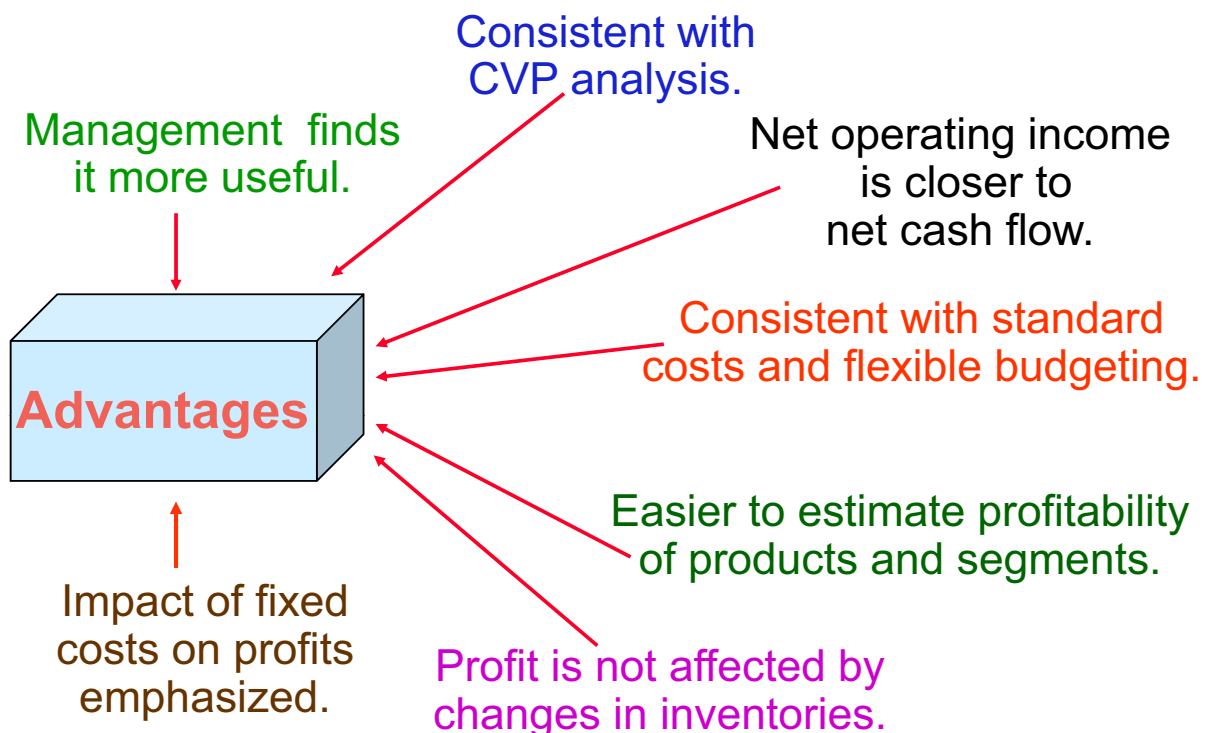 Consistent with
CVP analysis.
Management finds
it more useful.
Net operating income
is closer to
net cash flow.
Consistent with standard
costs and flexible budgeting.
Advantages
Easier to estimate profitability
of products and segments.
Impact of fixed
costs on profits
emphasized.
Profit is not affected by
changes in inventories.